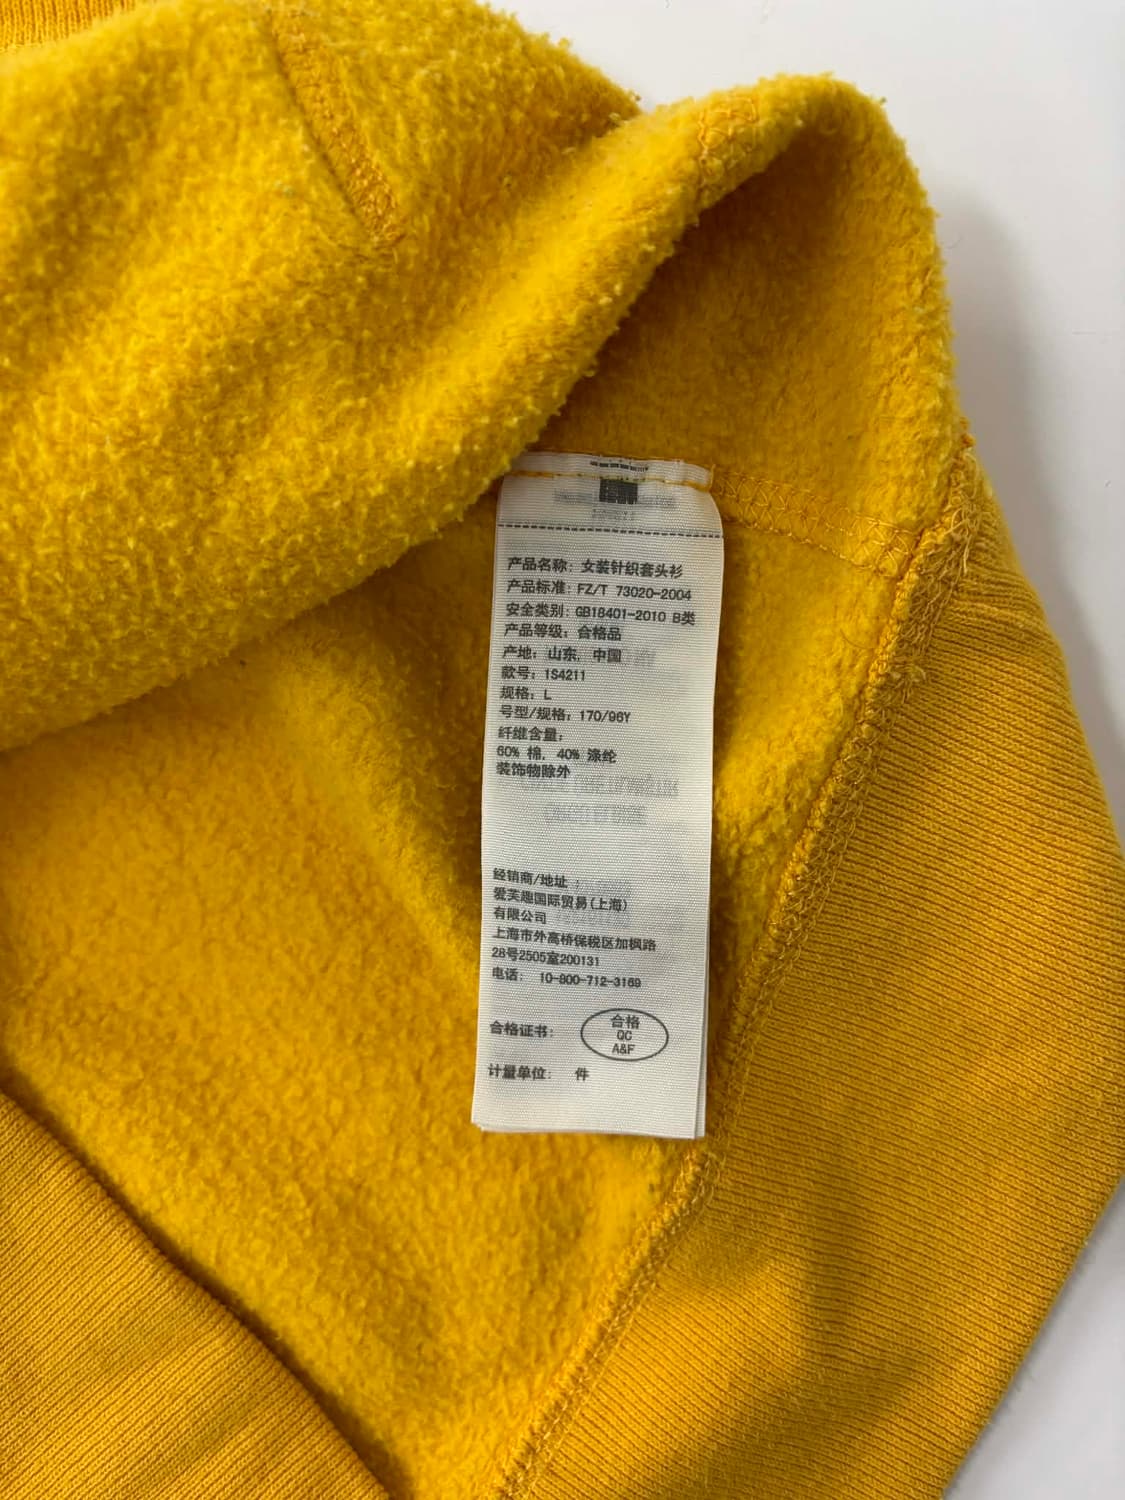 产品名称: 女装针织套头衫
产品标准: FZ/T 73020-2004
安全类别: GB18401-2010 B类
产品等级: 合格品
产地: 山东, 中国
款号: 1S4211
规格: L
号型/规格: 170/96Y
纤维含量:
60% 棉, 40% 涤纶
装饰物除外
经销商/地址 :
爱芙趣国际贸易(上海)
有限公司
上海市外高桥保税区加枫路
28号2505室200131
电话: 10-800-712-3169
合格证书:
合格
QC
A&F
计量单位: 件